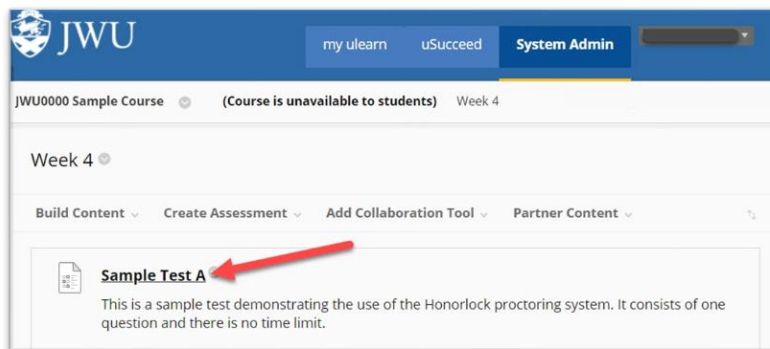 JWU
my ulearn uSucceed System Admin
JWU0000 Sample Course (Course is unavailable to students) Week 4
Week 4
Build Content Create Assessment Add Collaboration Tool Partner Content
Sample Test A
This is a sample test demonstrating the use of the Honorlock proctoring system. It consists of one
question and there is no time limit.